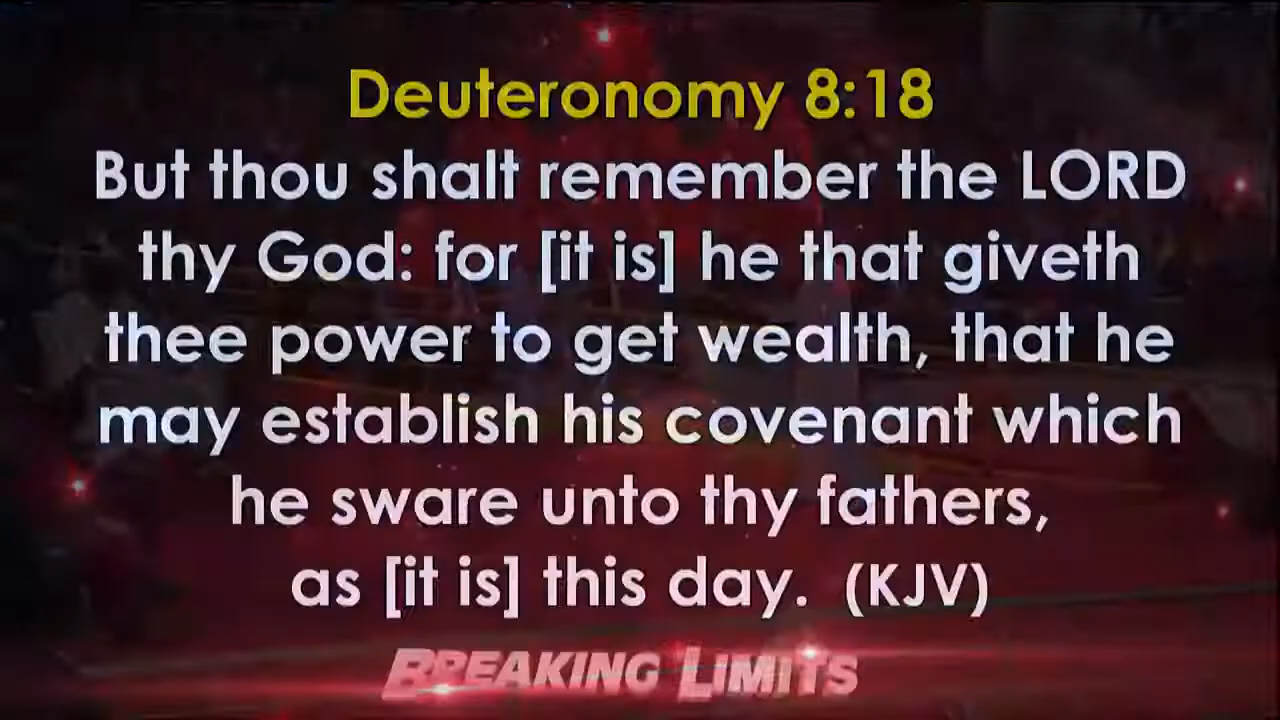 Deuteronomy 8:18
But thou shalt remember the LORD
thy God: for [it is] he that giveth
thee power to get wealth, that he
may establish his covenant which
he sware unto thy fathers,
as [it is] this day. (KJV)
BREAKING LIMITS